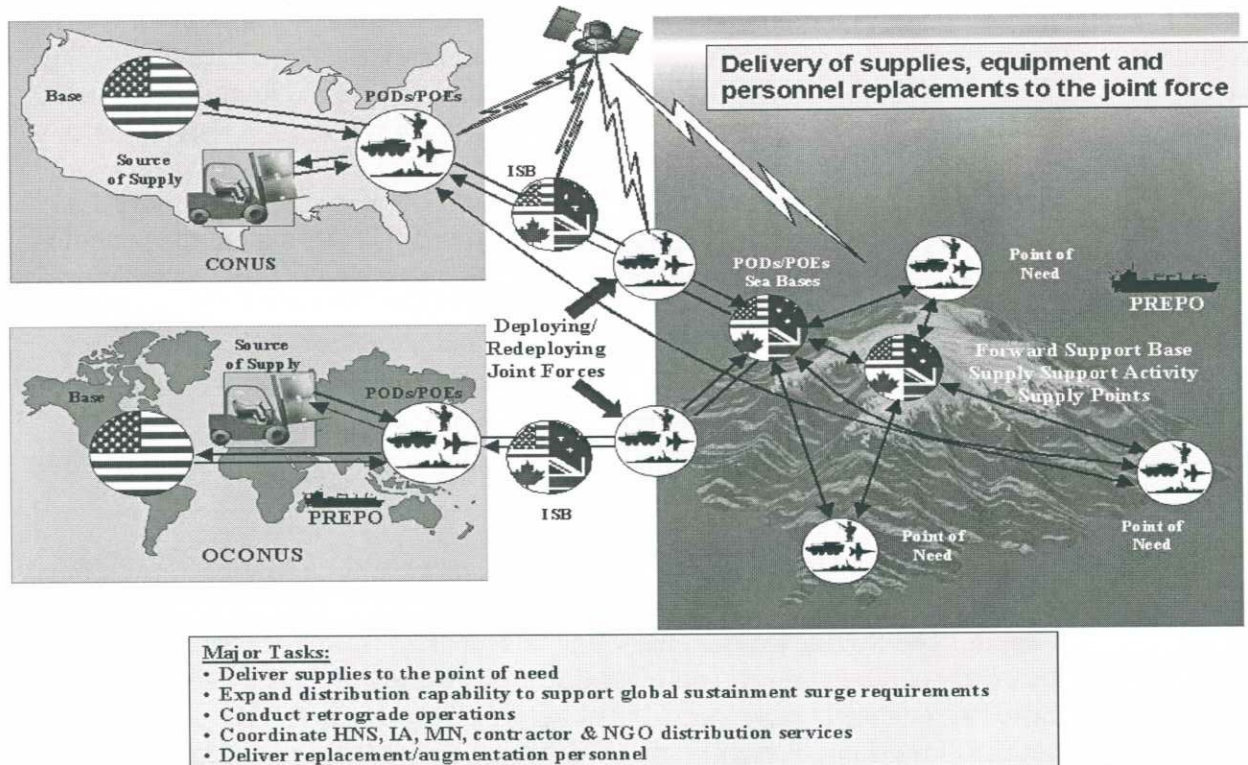 Delivery of supplies, equipment and
personnel replacements to the joint force
Base
PODs/POEs
Source
of Supply
CONUS
ISB
PODs/POEs
Sea Bases
Point of
Need
PREPO
Deploying/
Redeploying
Joint Forces
Forward Support Base
Supply Support Activity
Supply Points
Source
of Supply
Base
PODs/POEs
PREPO
OCONUS
ISB
Point of
Need
Point of
Need
Major Tasks:
• Deliver supplies to the point of need
• Expand distribution capability to support global sustainment surge requirements
• Conduct retrograde operations
• Coordinate HNS, IA, MN, contractor & NGO distribution services
• Deliver replacement/augmentation personnel